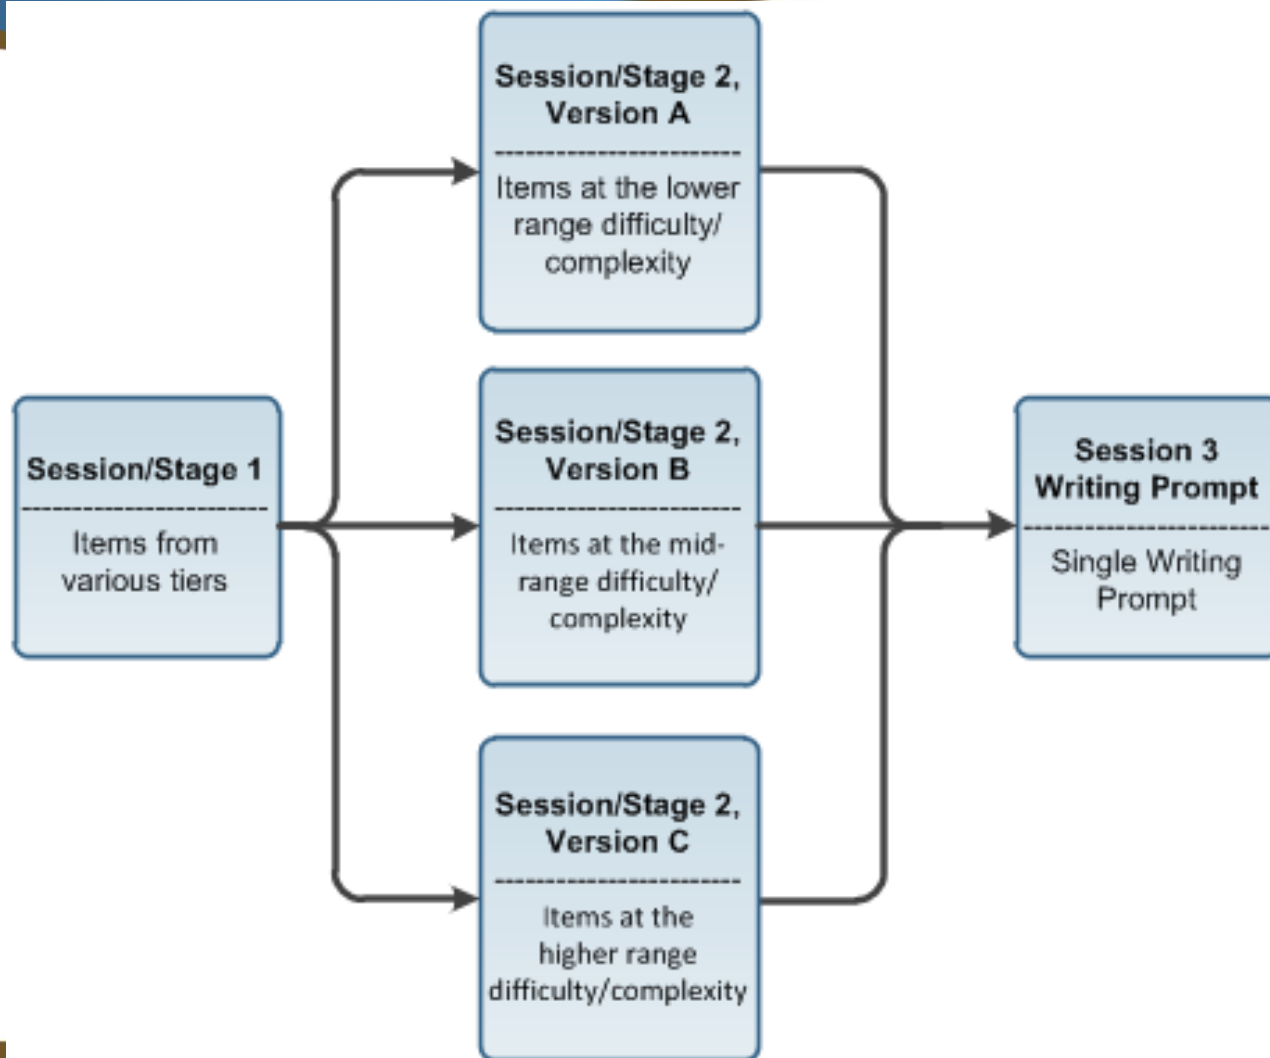 Session/Stage 1
--------------------------
Items from
various tiers
Session/Stage 2,
Version A
--------------------------
Items at the lower
range difficulty/
complexity
Session/Stage 2,
Version B
--------------------------
Items at the mid-
range difficulty/
complexity
Session/Stage 2,
Version C
--------------------------
Items at the
higher range
difficulty/complexity
Session 3
Writing Prompt
--------------------------
Single Writing
Prompt